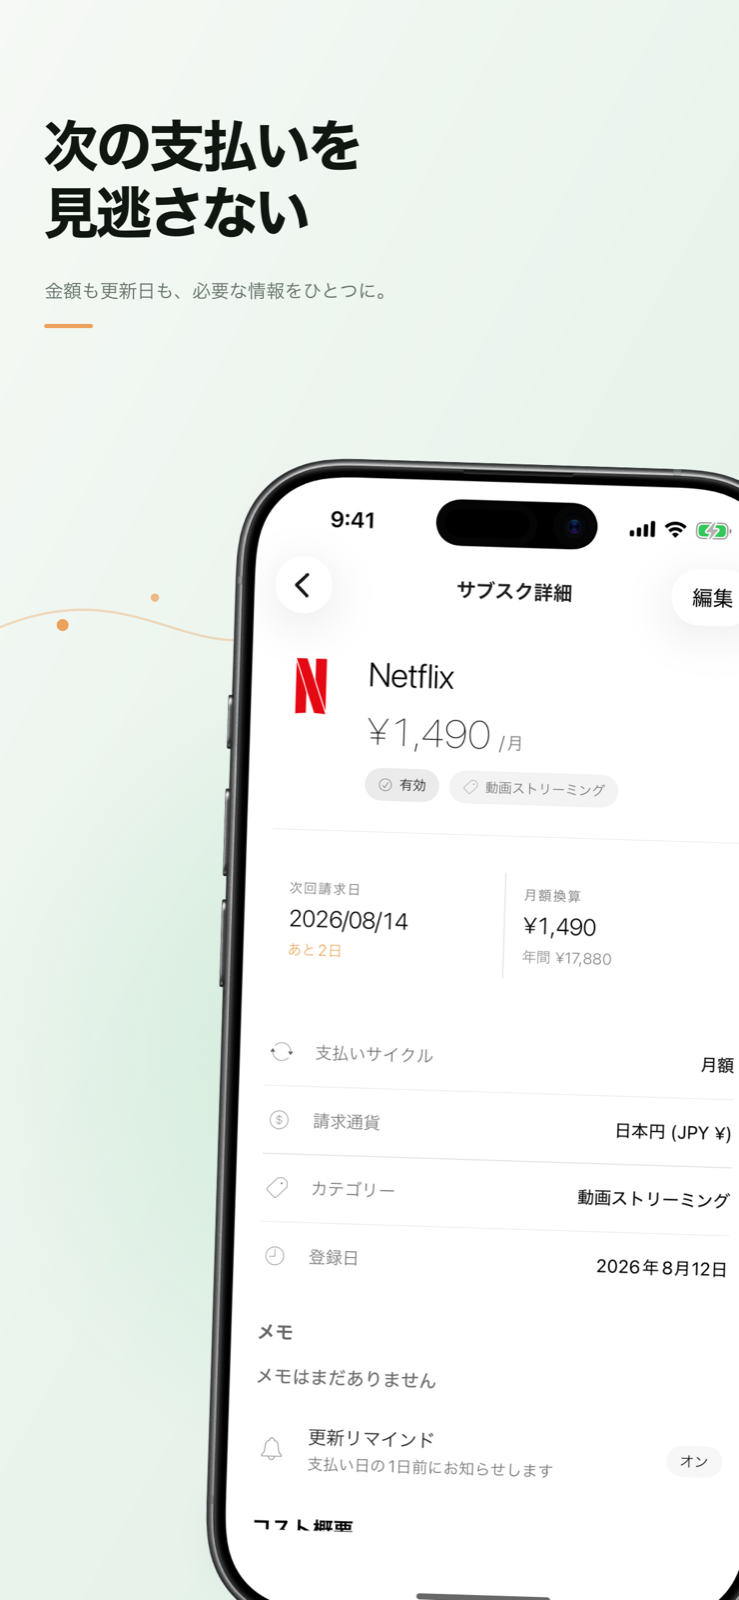 次の支払いを
見逃さない
金額も更新日も、必要な情報をひとつに。
9:41
サブスク詳細
編集
N
Netflix
¥1,490 /月
有効
動画ストリーミング
次回請求日
2026/08/14
あと2日
月額換算
¥1,490
年間 ¥17,880
支払いサイクル
月額
$
請求通貨
日本円 (JPY ¥)
カテゴリー
動画ストリーミング
登録日
2026年8月12日
メモ
メモはまだありません
更新リマインド
支払い日の1日前にお知らせします
オン
コスト概要